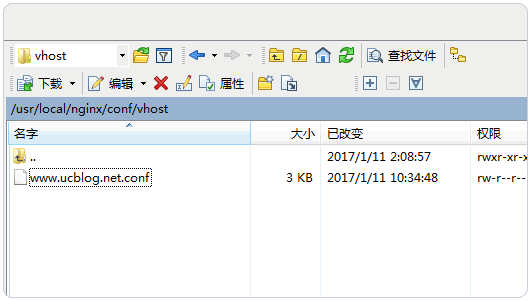 vhost 查找文件
下载 编辑 属性
/usr/local/nginx/conf/vhost
名字 大小 已改变 权限
.. 2017/1/11 2:08:57 rwxr-xr-x
www.ucblog.net.conf 3 KB 2017/1/11 10:34:48 rw-r--r--